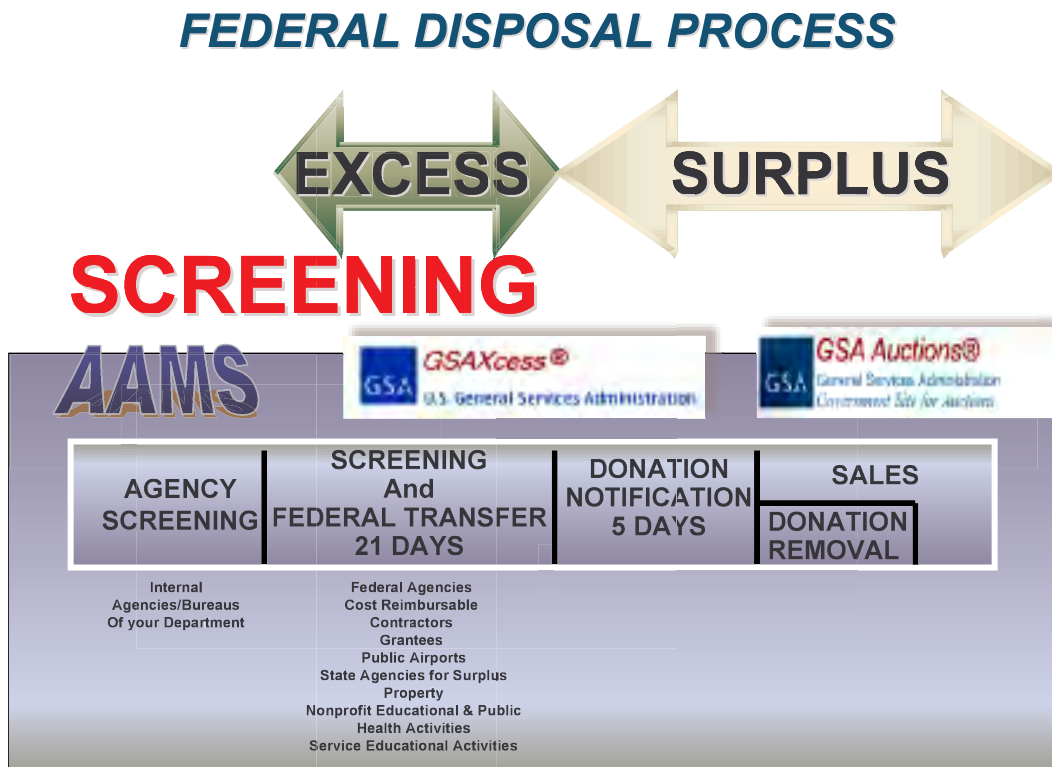 FEDERAL DISPOSAL PROCESS
EXCESS
SURPLUS
SCREENING
AAMS
GSA
GSAXcess®
U.S. General Services Administration
GSA
GSA Auctions®
General Services Administration
Government Site for Auctions
AGENCY
SCREENING
SCREENING
And
FEDERAL TRANSFER
21 DAYS
DONATION
NOTIFICATION
5 DAYS
SALES
DONATION
REMOVAL
Internal
Agencies/Bureaus
Of your Department
Federal Agencies
Cost Reimbursable
Contractors
Grantees
Public Airports
State Agencies for Surplus
Property
Nonprofit Educational & Public
Health Activities
Service Educational Activities